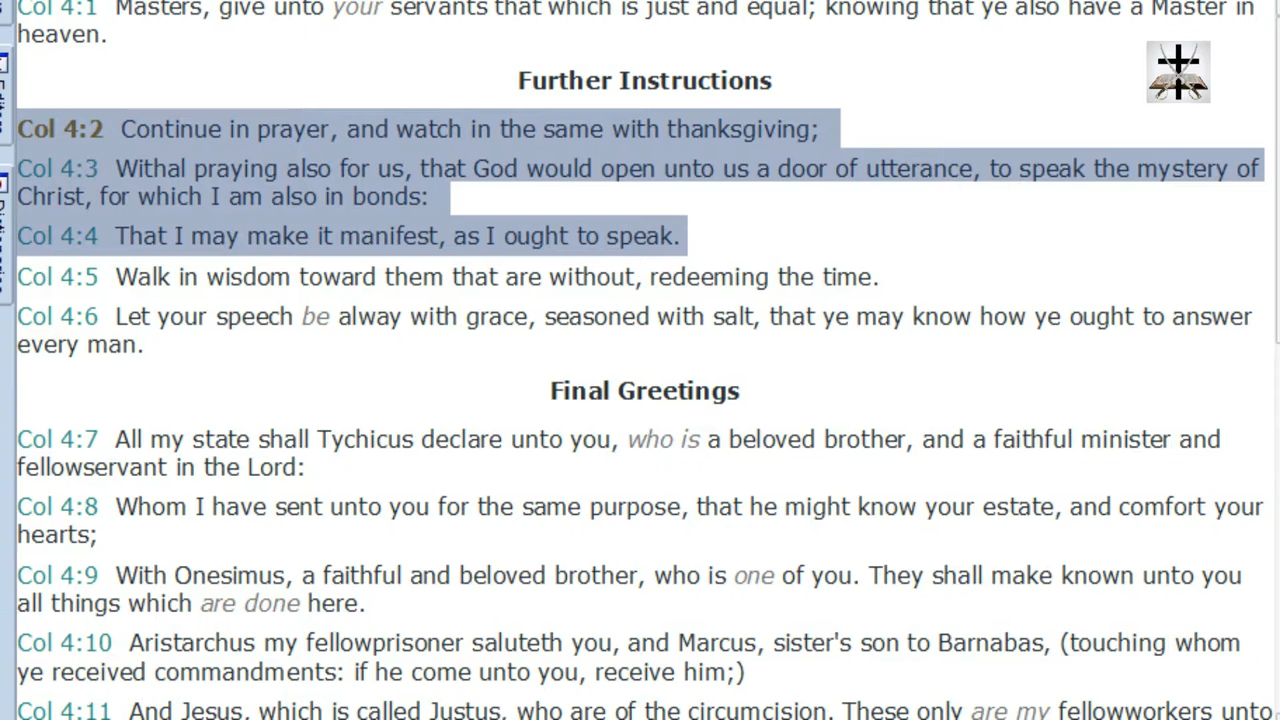 Col 4:1 Masters, give unto your servants that which is just and equal; knowing that ye also have a Master in
heaven.
Further Instructions
Col 4:2 Continue in prayer, and watch in the same with thanksgiving;
Col 4:3 Withal praying also for us, that God would open unto us a door of utterance, to speak the mystery of
Christ, for which I am also in bonds:
Col 4:4 That I may make it manifest, as I ought to speak.
Col 4:5 Walk in wisdom toward them that are without, redeeming the time.
Col 4:6 Let your speech be alway with grace, seasoned with salt, that ye may know how ye ought to answer
every man.
Final Greetings
Col 4:7 All my state shall Tychicus declare unto you, who is a beloved brother, and a faithful minister and
fellowservant in the Lord:
Col 4:8 Whom I have sent unto you for the same purpose, that he might know your estate, and comfort your
hearts;
Col 4:9 With Onesimus, a faithful and beloved brother, who is one of you. They shall make known unto you
all things which are done here.
Col 4:10 Aristarchus my fellowprisoner saluteth you, and Marcus, sister's son to Barnabas, (touching whom
ye received commandments: if he come unto you, receive him;)
Col 4:11 And Jesus, which is called Justus, who are of the circumcision. These only are my fellowworkers unto